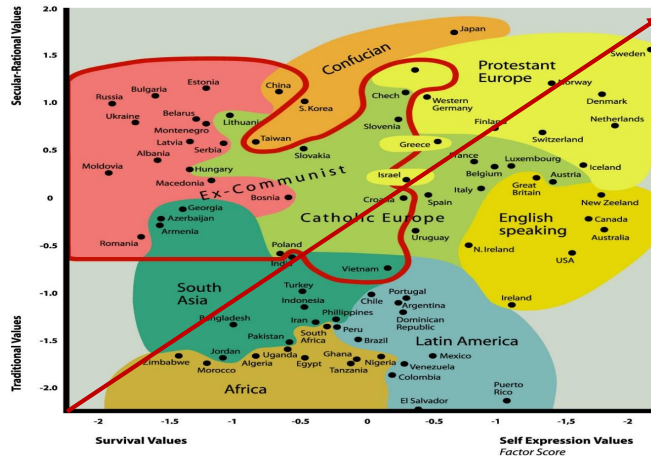 Secular-Rational Values
Traditional Values
2.0
1.5
1.0
0.5
0
-0.5
-1.0
-1.5
-2.0
Japan
Sweden
Confucian
Protestant
Europe
Estonia
Bulgaria
Russia
China
Norway
Chech
Western
Germany
Denmark
Ukraine
Belarus
Lithuani
S. Korea
Montenegro
Slovenia
Finland
Netherlands
Latvia
Serbia
Taiwan
Greece
Switzerland
Albania
Slovakia
France
Luxembourg
Iceland
Moldovia
Hungary
Ex-Communist
Israel
Belgium
Austria
Macedonia
Italy
Great
Britain
Bosnia
Croatia
Spain
New Zeeland
Georgia
Catholic Europe
English
speaking
Azerbaijan
Canada
Armenia
Uruguay
Australia
Romania
Poland
N. Ireland
USA
India
Vietnam
South
Asia
Turkey
Portugal
Indonesia
Chile
Argentina
Ireland
Bangladesh
Iran
Phillippines
Dominican
Republic
South
Africa
Peru
Pakistan
Brazil
Latin America
Zimbabwe
Jordan
Uganda
Ghana
Mexico
Morocco
Algeria
Egypt
Tanzania
Nigeria
Venezuela
Colombia
Africa
Puerto
Rico
El Salvador
-2
-1.5
-1
-0.5
0
0.5
1
-1.5
-2
Survival Values
Self Expression Values
Factor Score